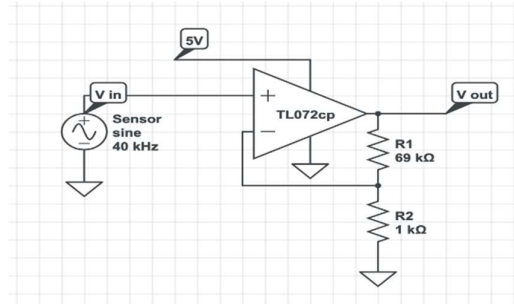 5V
V in
+
TL072cp
V out
+
−
Sensor
sine
40 kHz
−
R1
69 kΩ
R2
1 kΩ